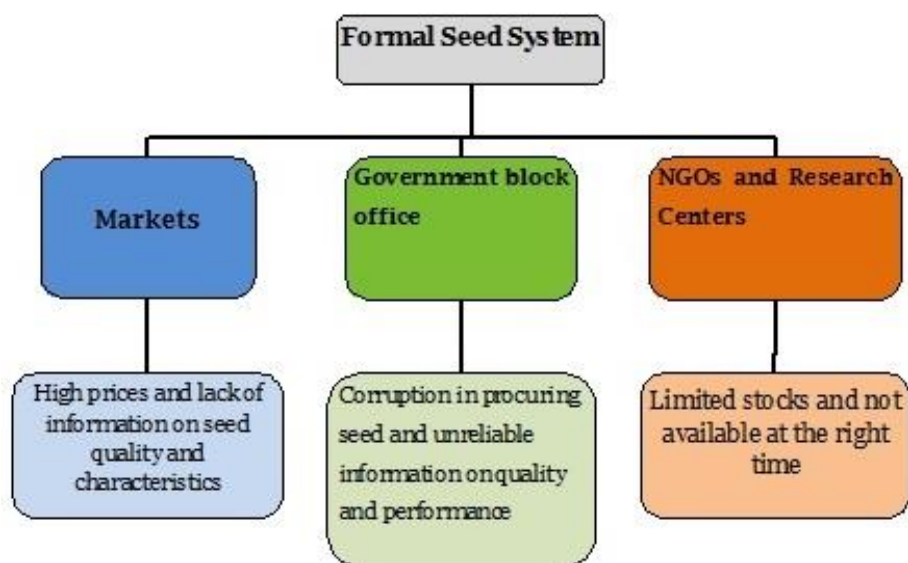 Formal Seed System
Markets
Government block
office
NGOs and Research
Centers
High prices and lack of
information on seed
quality and
characteristics
Corruption in procuring
seed and unreliable
information on quality
and performance
Limited stocks and not
available at the right
time